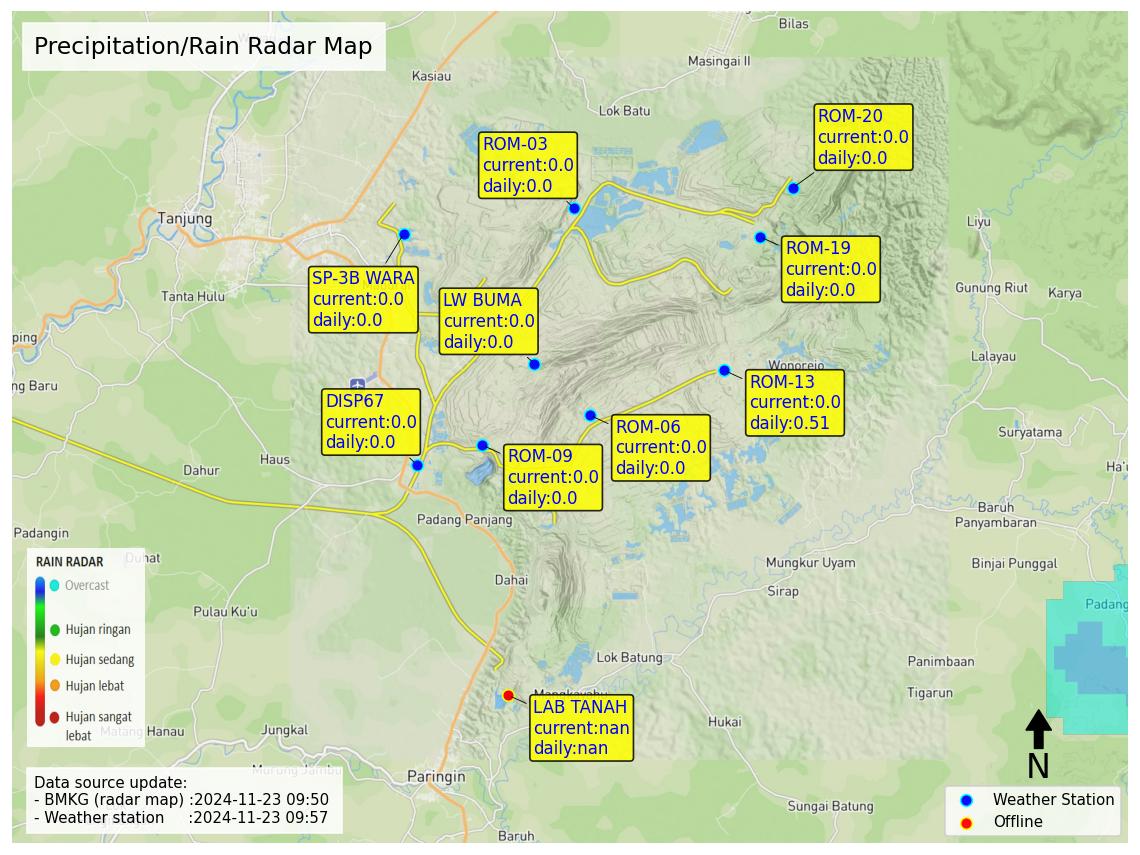 Precipitation/Rain Radar Map
Bilas
Masingai II
Kasiau
Lok Batu
ROM-20
current:0.0
daily:0.0
ROM-03
current:0.0
daily:0.0
Tanjung
Liyu
ROM-19
current:0.0
daily:0.0
SP-3B WARA
current:0.0
daily:0.0
Tanta Hulu
LW BUMA
current:0.0
daily:0.0
Gunung Riut
Karya
ping
Lalayau
Wonorejo
ng Baru
ROM-13
current:0.0
daily:0.51
DISP67
current:0.0
daily:0.0
ROM-06
current:0.0
daily:0.0
Suryatama
ROM-09
current:0.0
daily:0.0
Haus
Dahur
Ha'u
Baruh
Panyambaran
Padang Panjang
Padangin
Duhat
Mungkur Uyam
Binjai Punggal
RAIN RADAR
Overcast
Hujan ringan
Hujan sedang
Hujan lebat
Hujan sangat
lebat
Dahai
Sirap
Padang
Pulau Ku'u
Lok Batung
Panimbaan
Tigarun
Mangkayahu
LAB TANAH
current:nan
daily:nan
Hukai
Matang Hanau
Jungkal
Murung Jambu
Paringin
N
Data source update:
- BMKG (radar map) :2024-11-23 09:50
- Weather station :2024-11-23 09:57
Sungai Batung
Baruh
Weather Station
Offline